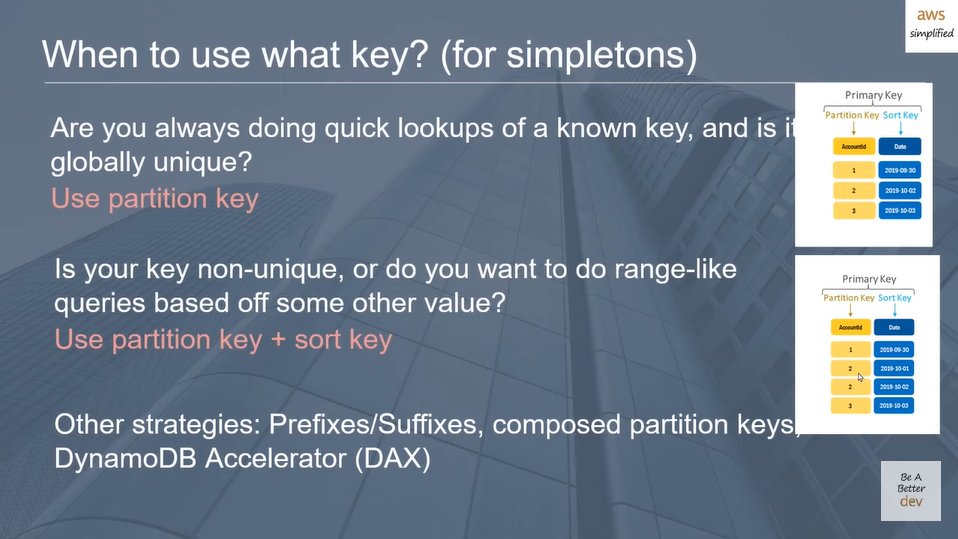 aws
simplified
When to use what key? (for simpletons)
Are you always doing quick lookups of a known key, and is it
globally unique?
Use partition key
Primary Key
Partition Key Sort Key
AccountId Date
1 2019-09-30
2 2019-10-02
3 2019-10-03
Is your key non-unique, or do you want to do range-like
queries based off some other value?
Use partition key + sort key
Primary Key
Partition Key Sort Key
AccountId Date
1 2019-09-30
2 2019-10-01
2 2019-10-02
3 2019-10-03
Other strategies: Prefixes/Suffixes, composed partition keys,
DynamoDB Accelerator (DAX)
Be A
Better
dev